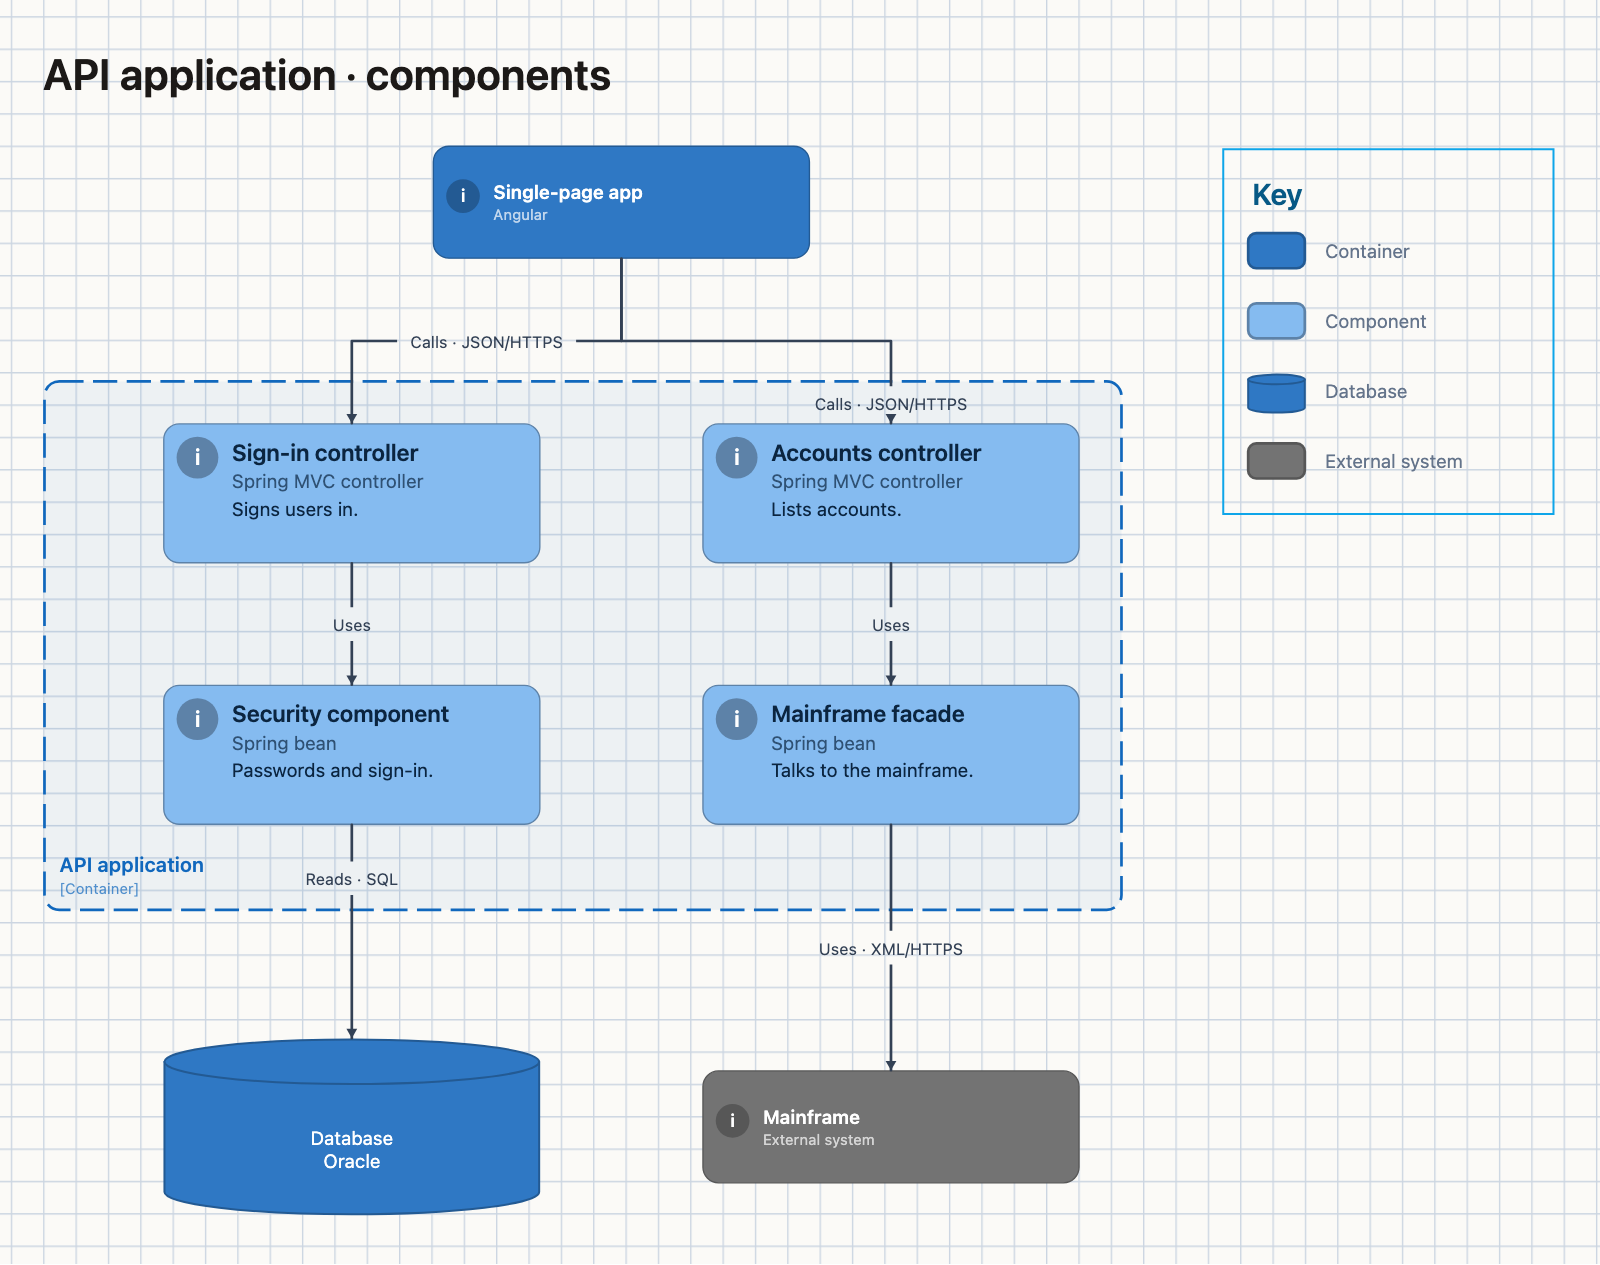 API application · components
i
Single-page app
Angular
Key
Container
Component
Database
External system
Calls · JSON/HTTPS
Calls · JSON/HTTPS
i
Sign-in controller
Spring MVC controller
Signs users in.
i
Accounts controller
Spring MVC controller
Lists accounts.
Uses
Uses
i
Security component
Spring bean
Passwords and sign-in.
i
Mainframe facade
Spring bean
Talks to the mainframe.
API application
[Container]
Reads · SQL
Uses · XML/HTTPS
Database
Oracle
i
Mainframe
External system